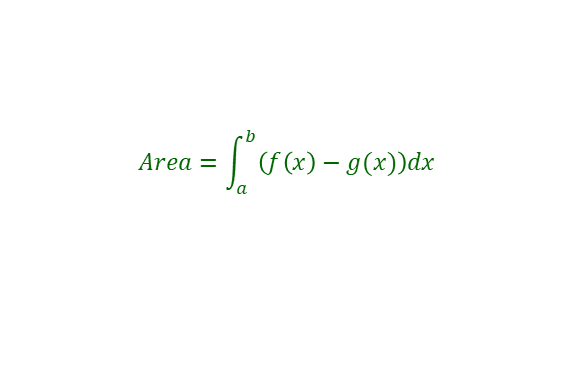 Area = ∫_a^b (f(x) − g(x))dx